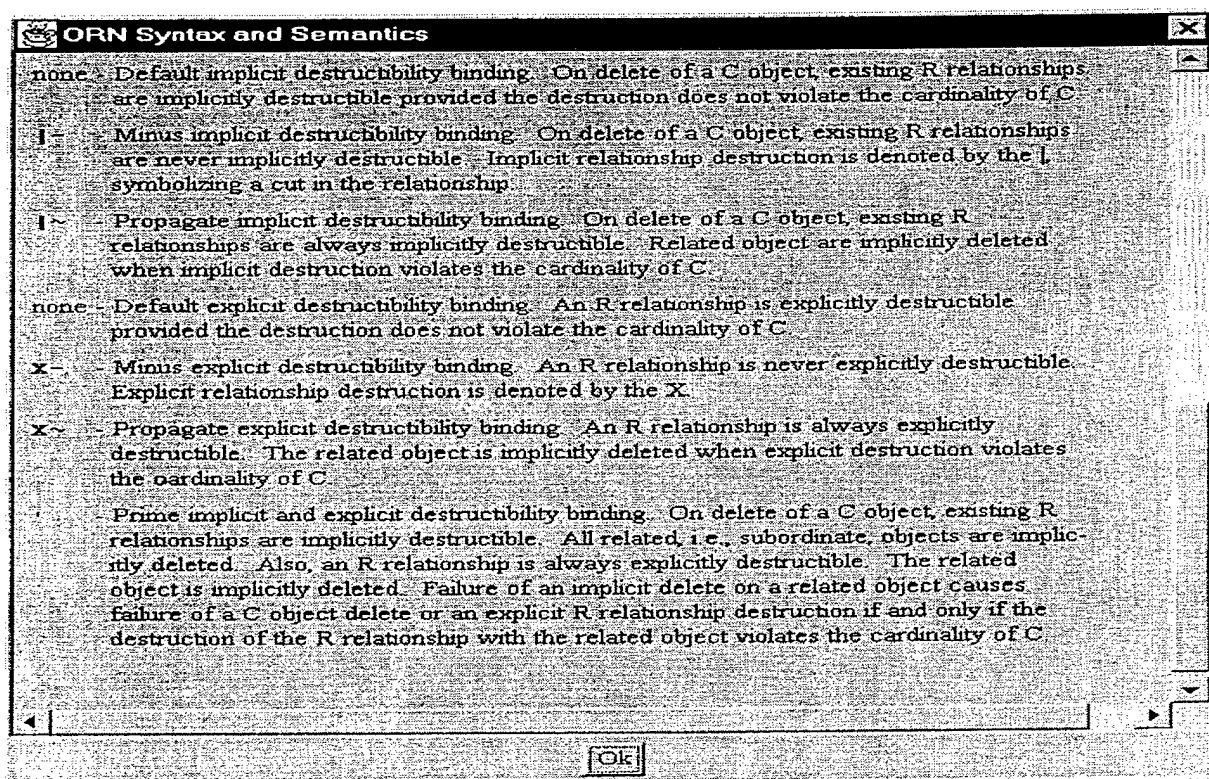 ORN Syntax and Semantics
none - Default implicit destructibility binding. On delete of a C object, existing R relationships
are implicitly destructible provided the destruction does not violate the cardinality of C
|- - Minus implicit destructibility binding. On delete of a C object, existing R relationships
are never implicitly destructible. Implicit relationship destruction is denoted by the |,
symbolizing a cut in the relationship.
|~ - Propagate implicit destructibility binding. On delete of a C object, existing R
relationships are always implicitly destructible. Related object are implicitly deleted
when implicit destruction violates the cardinality of C.
none - Default explicit destructibility binding. An R relationship is explicitly destructible
provided the destruction does not violate the cardinality of C.
x- - Minus explicit destructibility binding. An R relationship is never explicitly destructible.
Explicit relationship destruction is denoted by the X.
x~ - Propagate explicit destructibility binding. An R relationship is always explicitly
destructible. The related object is implicitly deleted when explicit destruction violates
the cardinality of C.
' - Prime implicit and explicit destructibility binding. On delete of a C object, existing R
relationships are implicitly destructible. All related, i.e., subordinate, objects are implic-
itly deleted. Also, an R relationship is always explicitly destructible. The related
object is implicitly deleted. Failure of an implicit delete on a related object causes
failure of a C object delete or an explicit R relationship destruction if and only if the
destruction of the R relationship with the related object violates the cardinality of C
Ok